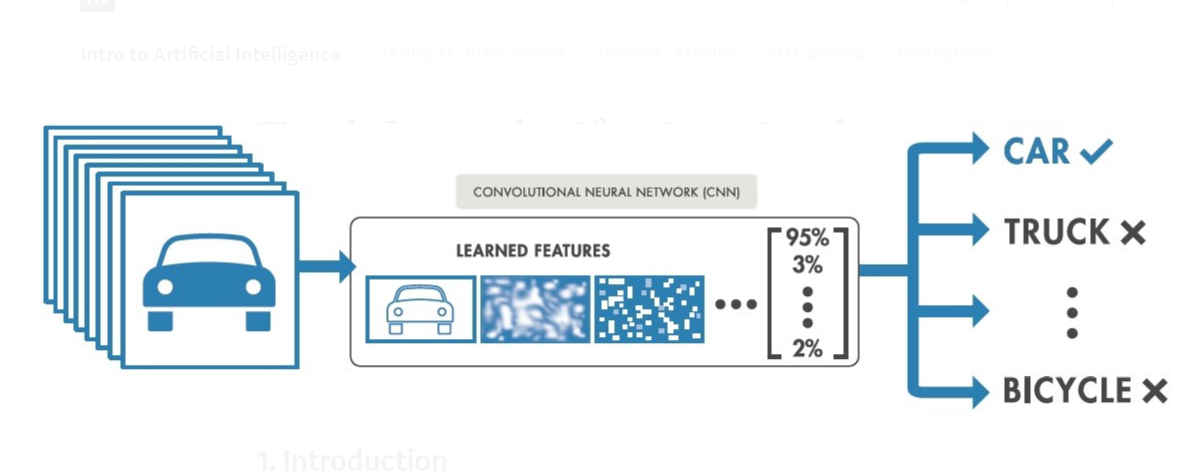 Intro to Artificial Intelligence ARTIFICIAL INTELLIGENCE MACHINE LEARNING SELF-DRIVING TECHNOLOGY
CONVOLUTIONAL NEURAL NETWORK (CNN)
LEARNED FEATURES
95%
3%
2%
CAR
TRUCK
BICYCLE
1. Introduction